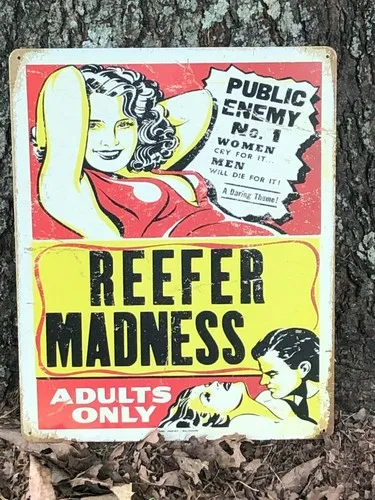 PUBLIC
ENEMY
No. 1
WOMEN
CRY FOR IT...
MEN
WILL DIE FOR IT!
A Daring Theme!
REEFER
MADNESS
ADULTS
ONLY